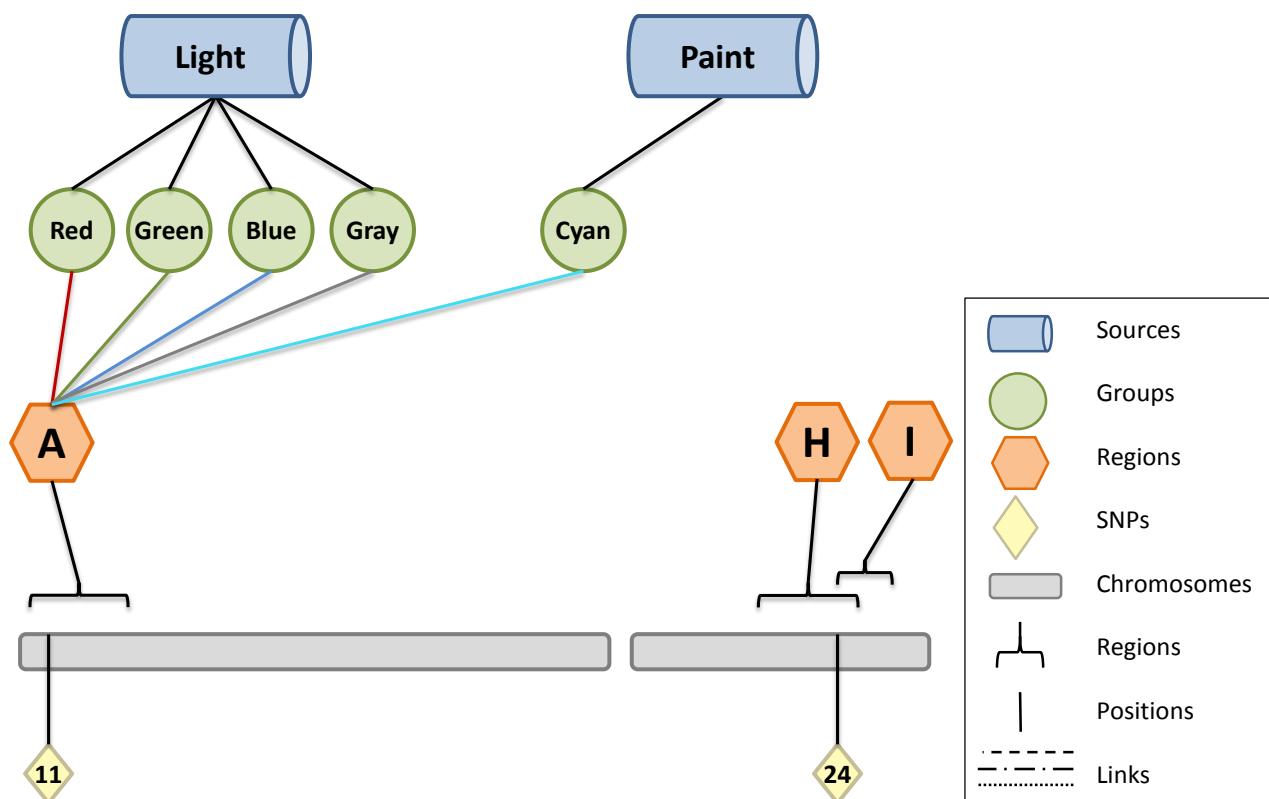 Light
Paint
Red
Green
Blue
Gray
Cyan
A
H
I
11
24
Sources
Groups
Regions
SNPs
Chromosomes
Regions
Positions
Links